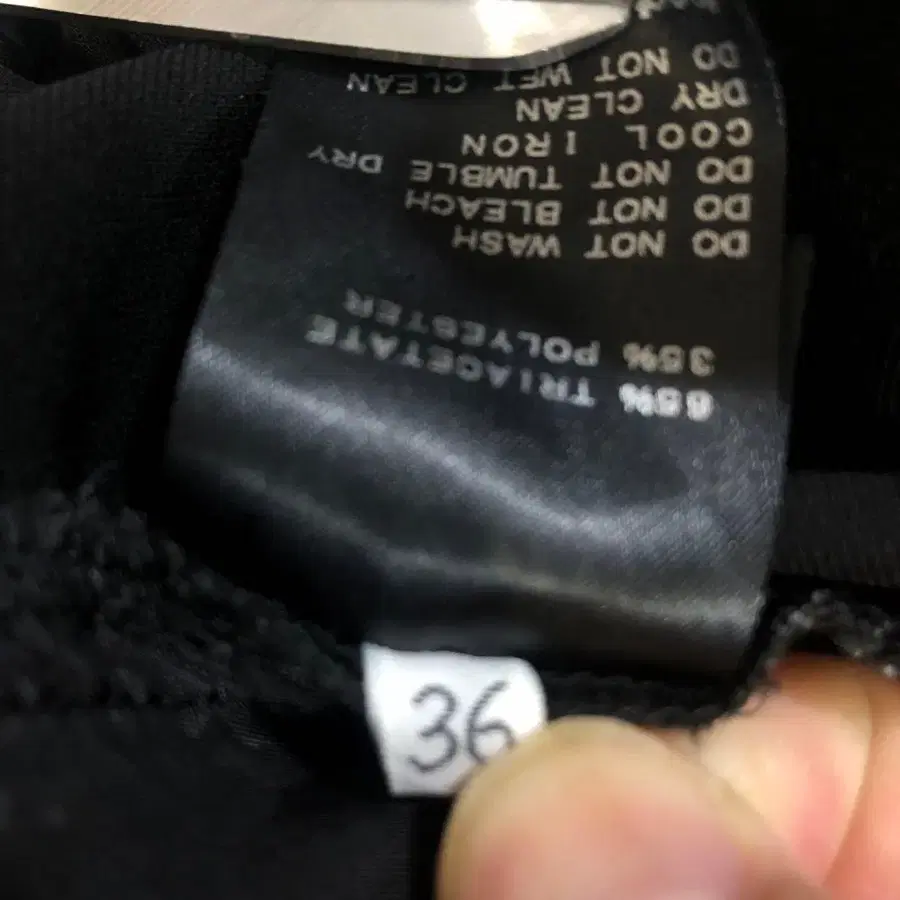 65% TRIACETATE
35% POLYESTER
DO NOT WASH
DO NOT BLEACH
DO NOT TUMBLE DRY
COOL IRON
DRY CLEAN
DO NOT WET CLEAN
36